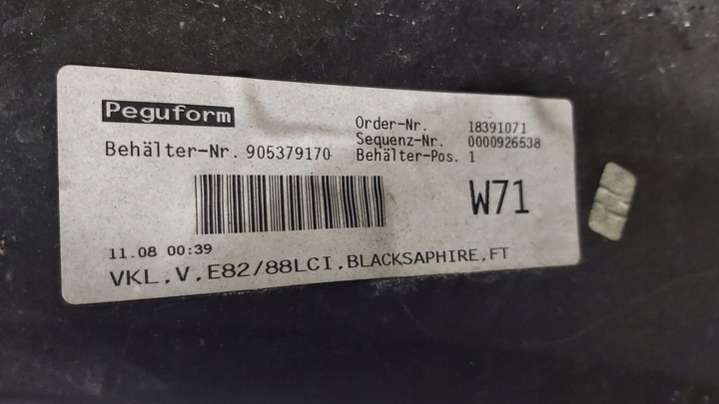 Peguform
Order-Nr. 18391071
Sequenz-Nr. 0000926538
Behälter-Nr. 905379170 Behälter-Pos. 1
W71
11.08 00:39
VKL.V.E82/88LCI.BLACKSAPHIRE.FT